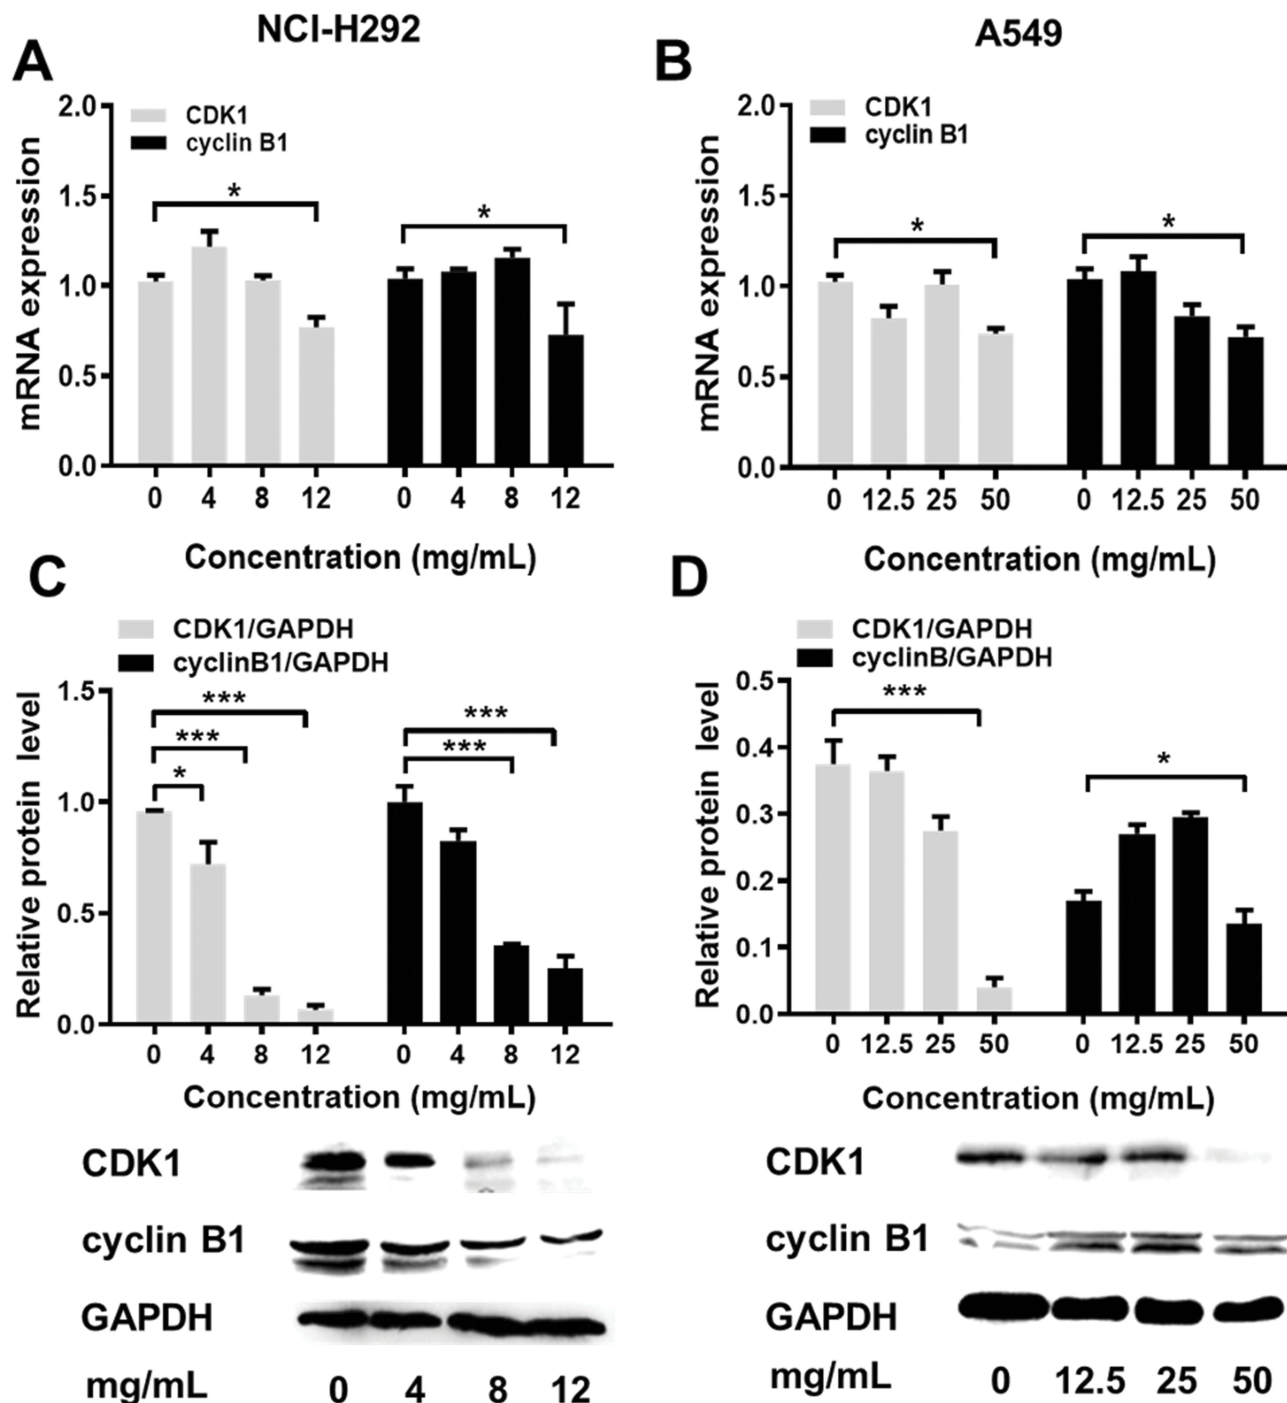 NCI-H292
A549
A
2.0
1.5
1.0
0.5
0.0
mRNA expression
CDK1
cyclin B1
*
*
0 4 8 12 0 4 8 12
Concentration (mg/mL)
B
2.0
1.5
1.0
0.5
0.0
mRNA expression
CDK1
cyclin B1
*
*
0 12.5 25 50 0 12.5 25 50
Concentration (mg/mL)
C
CDK1/GAPDH
cyclinB1/GAPDH
1.5
1.0
0.5
0.0
Relative protein level
***
***
*
***
***
0 4 8 12 0 4 8 12
Concentration (mg/mL)
D
CDK1/GAPDH
cyclinB/GAPDH
0.5
0.4
0.3
0.2
0.1
0.0
Relative protein level
***
*
0 12.5 25 50 0 12.5 25 50
Concentration (mg/mL)
CDK1
cyclin B1
GAPDH
mg/mL 0 4 8 12
CDK1
cyclin B1
GAPDH
mg/mL 0 12.5 25 50